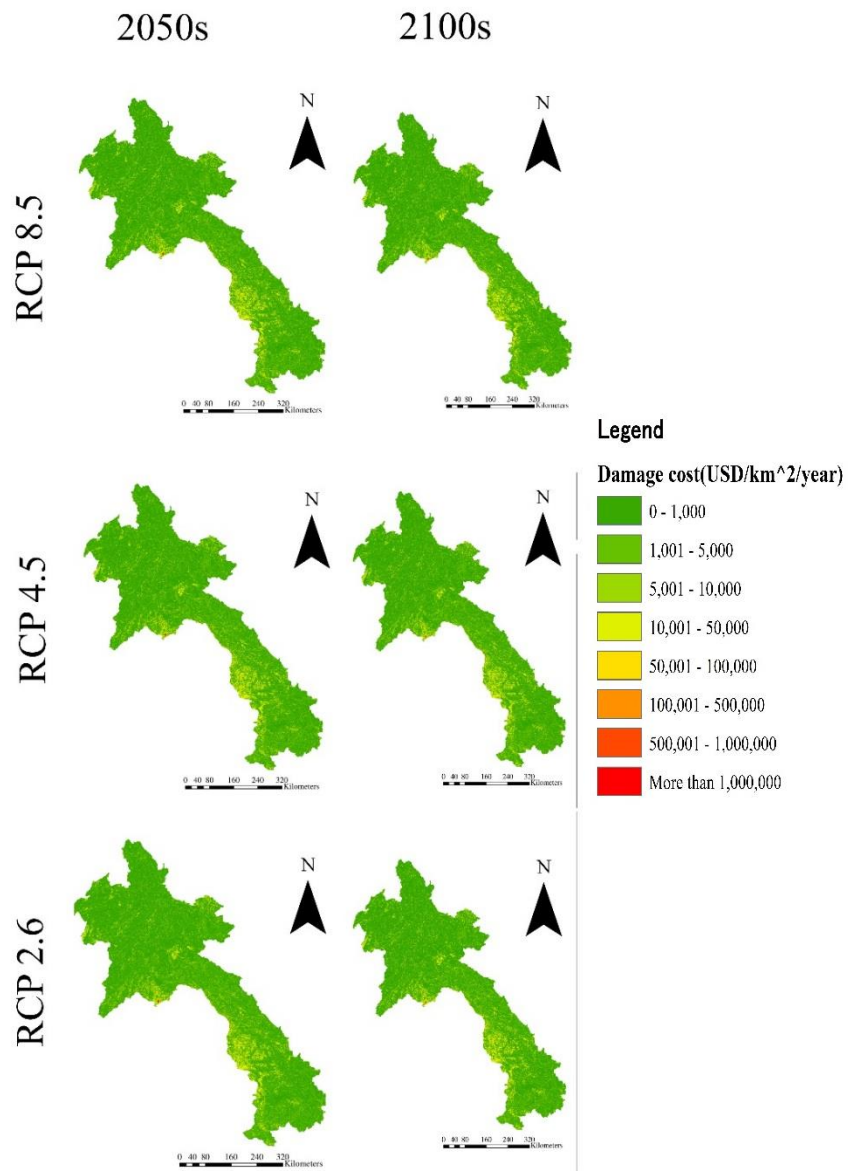 2050s 2100s
RCP 8.5
N
N
0 40 80 160 240 320 Kilometers
0 40 80 160 240 320 Kilometers
RCP 4.5
N
N
0 40 80 160 240 320 Kilometers
0 40 80 160 240 320 Kilometers
Legend
Damage cost(USD/km^2/year)
0 - 1,000
1,001 - 5,000
5,001 - 10,000
10,001 - 50,000
50,001 - 100,000
100,001 - 500,000
500,001 - 1,000,000
More than 1,000,000
RCP 2.6
N
N
0 40 80 160 240 320 Kilometers
0 40 80 160 240 320 Kilometers